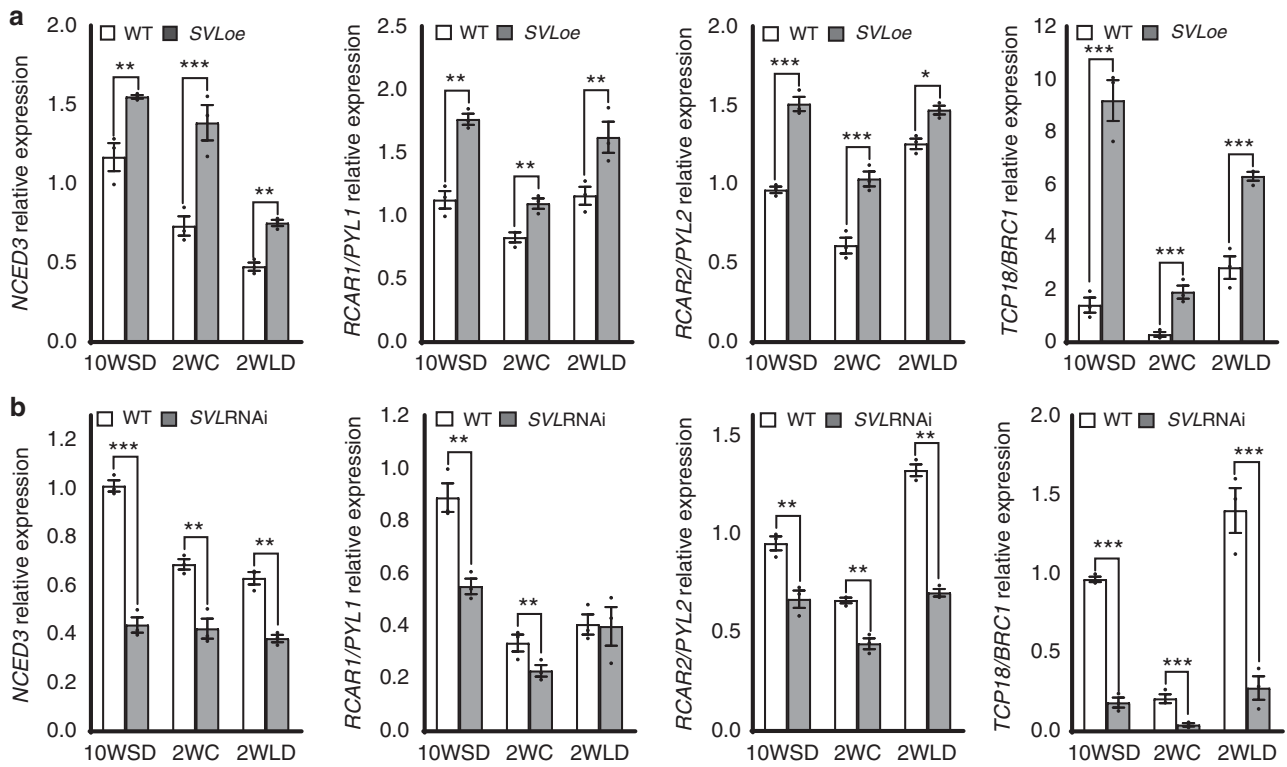 a
WT SVLoe
NCED3 relative expression
2.0
1.5
1.0
0.5
0.0
** *** **
10WSD 2WC 2WLD
WT SVLoe
RCAR1/PYL1 relative expression
2.5
2.0
1.5
1.0
0.5
0.0
** ** **
10WSD 2WC 2WLD
WT SVLoe
RCAR2/PYL2 relative expression
2.0
1.5
1.0
0.5
0.0
*** *** *
10WSD 2WC 2WLD
WT SVLoe
TCP18/BRC1 relative expression
12
10
8
6
4
2
0
*** *** ***
10WSD 2WC 2WLD
b
WT SVLRNAi
NCED3 relative expression
1.2
1.0
0.8
0.6
0.4
0.2
0.0
*** ** **
10WSD 2WC 2WLD
WT SVLRNAi
RCAR1/PYL1 relative expression
1.2
1.0
0.8
0.6
0.4
0.2
0.0
** **
10WSD 2WC 2WLD
WT SVLRNAi
RCAR2/PYL2 relative expression
1.5
1.0
0.5
0.0
** ** **
10WSD 2WC 2WLD
WT SVLRNAi
TCP18/BRC1 relative expression
2.0
1.5
1.0
0.5
0.0
*** *** ***
10WSD 2WC 2WLD